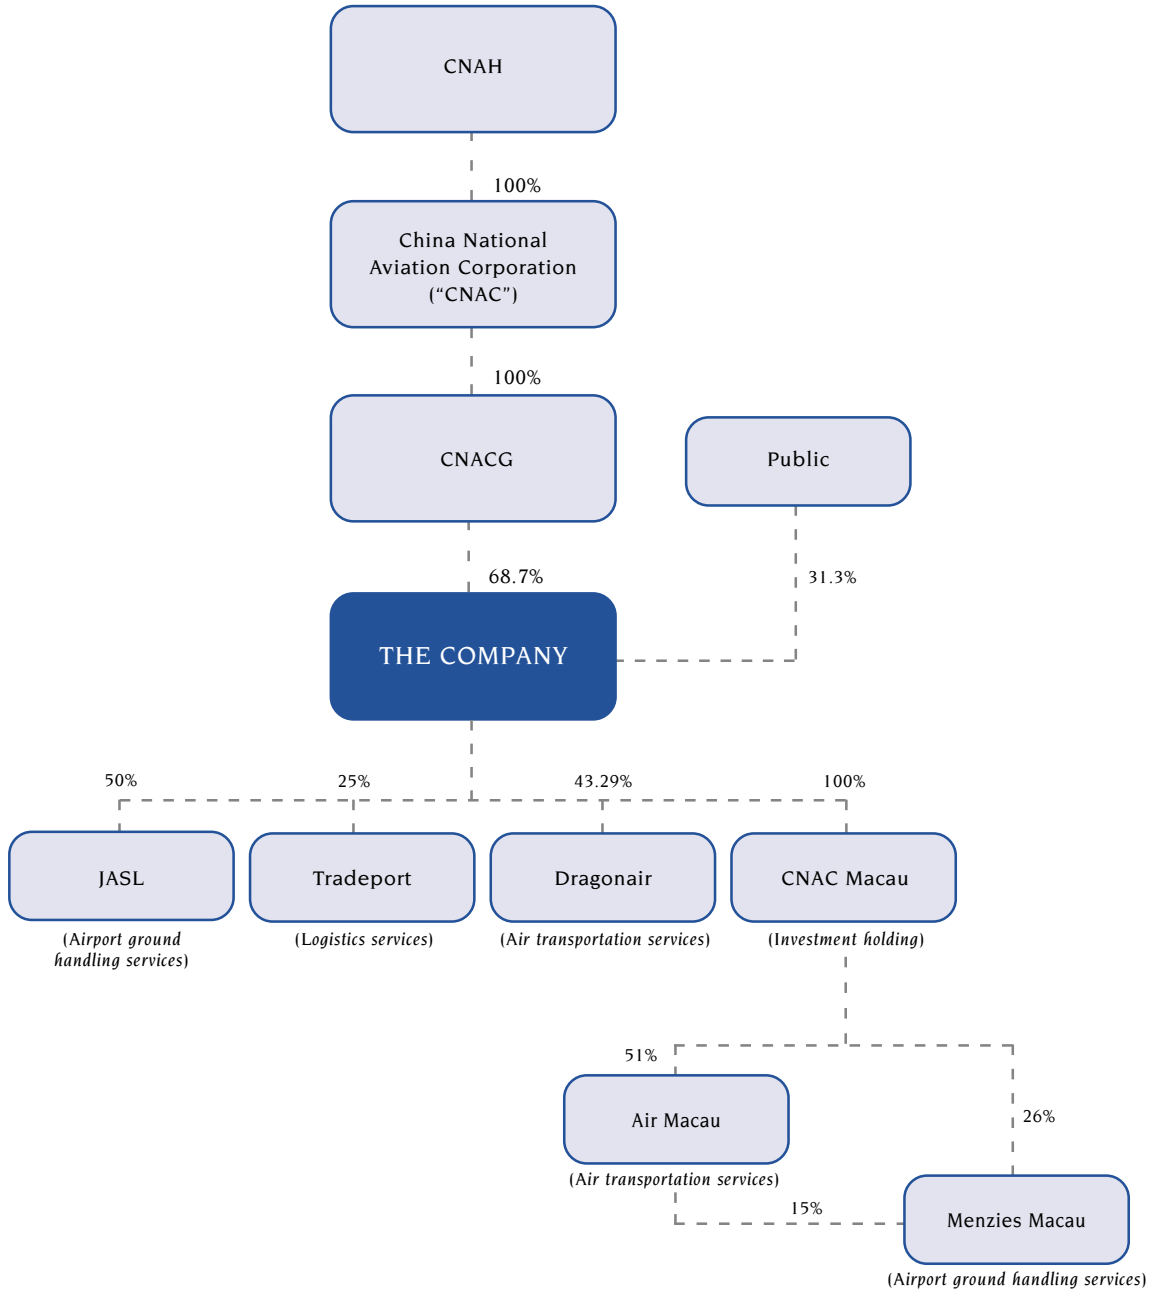 CNAH
100%
China National
Aviation Corporation
(“CNAC”)
100%
CNACG
Public
68.7%
31.3%
THE COMPANY
50%
25%
43.29%
100%
JASL
Tradeport
Dragonair
CNAC Macau
(Airport ground
handling services)
(Logistics services)
(Air transportation services)
(Investment holding)
51%
Air Macau
26%
(Air transportation services)
15%
Menzies Macau
(Airport ground handling services)